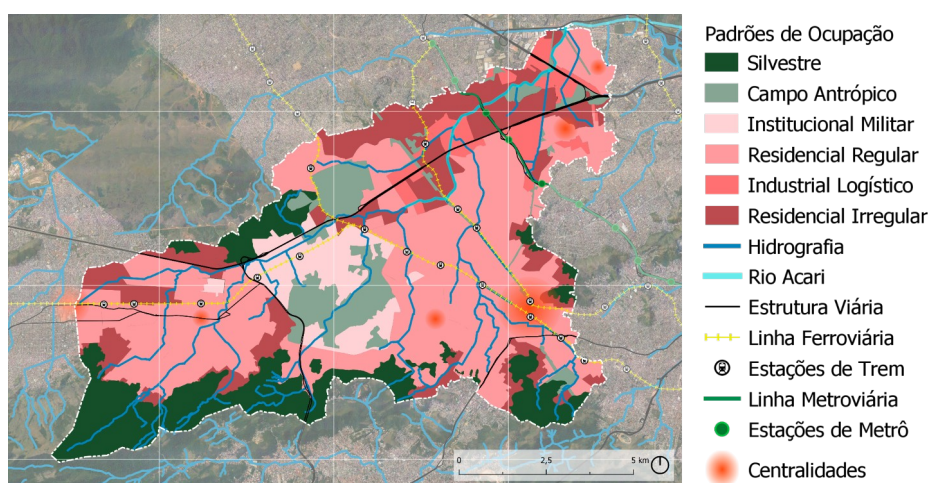 Padrões de Ocupação
Silvestre
Campo Antrópico
Institucional Militar
Residencial Regular
Industrial Logístico
Residencial Irregular
Hidrografia
Rio Acari
Estrutura Viária
Linha Ferroviária
Estações de Trem
Linha Metroviária
Estações de Metrô
Centralidades
0 2,5 5 km